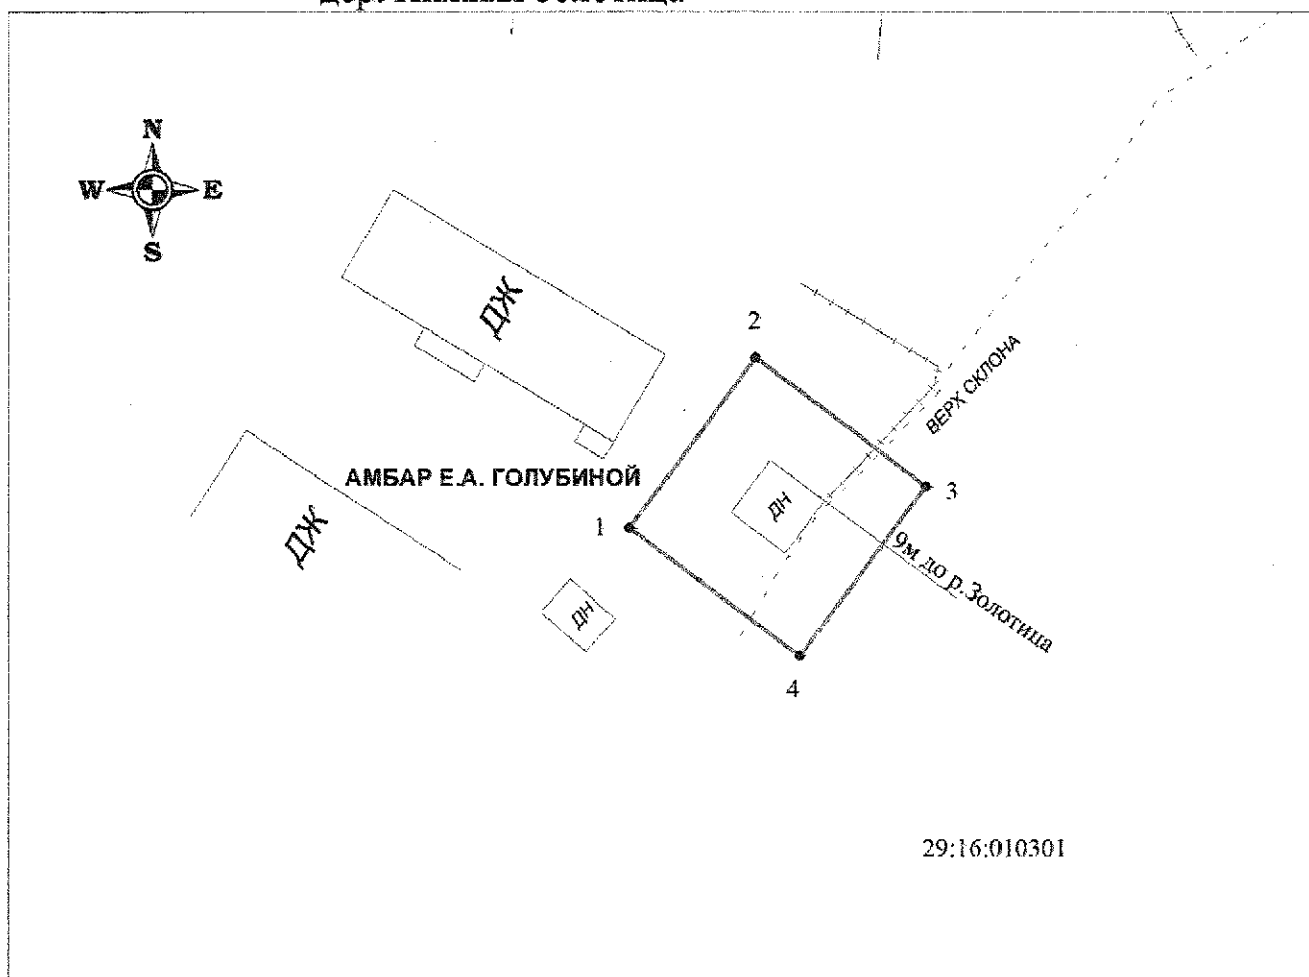 N
W E
S
ДЖ
2
ВЕРХ СКЛОНА
АМБАР Е.А. ГОЛУБИНОЙ
3
ДН
ДЖ
1
9м до р.Золотица
ДН
4
29:16:010301